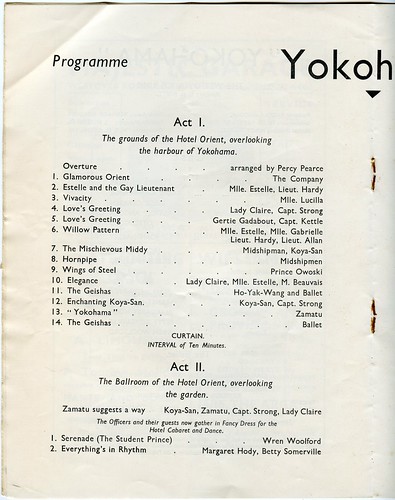 Programme
Yokoh
Act I.
The grounds of the Hotel Orient, overlooking
the harbour of Yokohama.
Overture . . . . arranged by Percy Pearce
1. Glamorous Orient . . . . The Company
2. Estelle and the Gay Lieutenant . . Mlle. Estelle, Lieut. Hardy
3. Vivacity . . . . . Mlle. Lucilla
4. Love's Greeting . . . . Lady Claire, Capt. Strong
5. Love's Greeting . . . Gertie Gadabout, Capt. Kettle
6. Willow Pattern . . . Mlle. Estelle, Mlle. Gabrielle
Lieut. Hardy, Lieut. Allan
7. The Mischievous Middy . . Midshipman, Koya-San
8. Hornpipe . . . . . Midshipmen
9. Wings of Steel . . . . Prince Owoski
10. Elegance . . Lady Claire, Mlle. Estelle, M. Beauvais
11. The Geishas . . . Ho-Yak-Wang and Ballet
12. Enchanting Koya-San. . . . Koya-San, Capt. Strong
13. "Yokohama" . . . . . Zamatu
14. The Geishas . . . . . Ballet
CURTAIN.
INTERVAL of Ten Minutes.
Act II.
The Ballroom of the Hotel Orient, overlooking
the garden.
Zamatu suggests a way . Koya-San, Zamatu, Capt. Strong, Lady Claire
The Officers and their guests now gather in Fancy Dress for the
Hotel Cabaret and Dance.
1. Serenade (The Student Prince) . . Wren Woolford
2. Everything's in Rhythm . . Margaret Hody, Betty Somerville